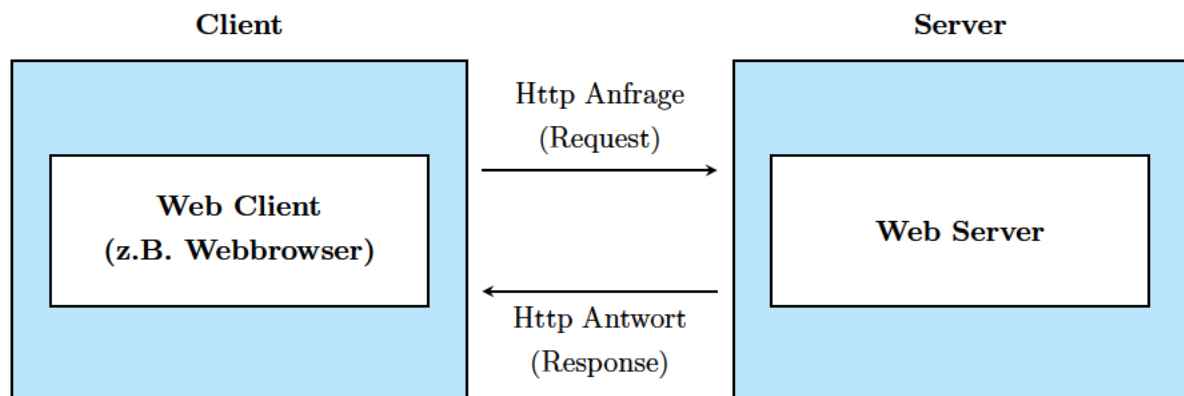 Client
Server
Http Anfrage
(Request)
Web Client
(z.B. Webbrowser)
Web Server
Http Antwort
(Response)